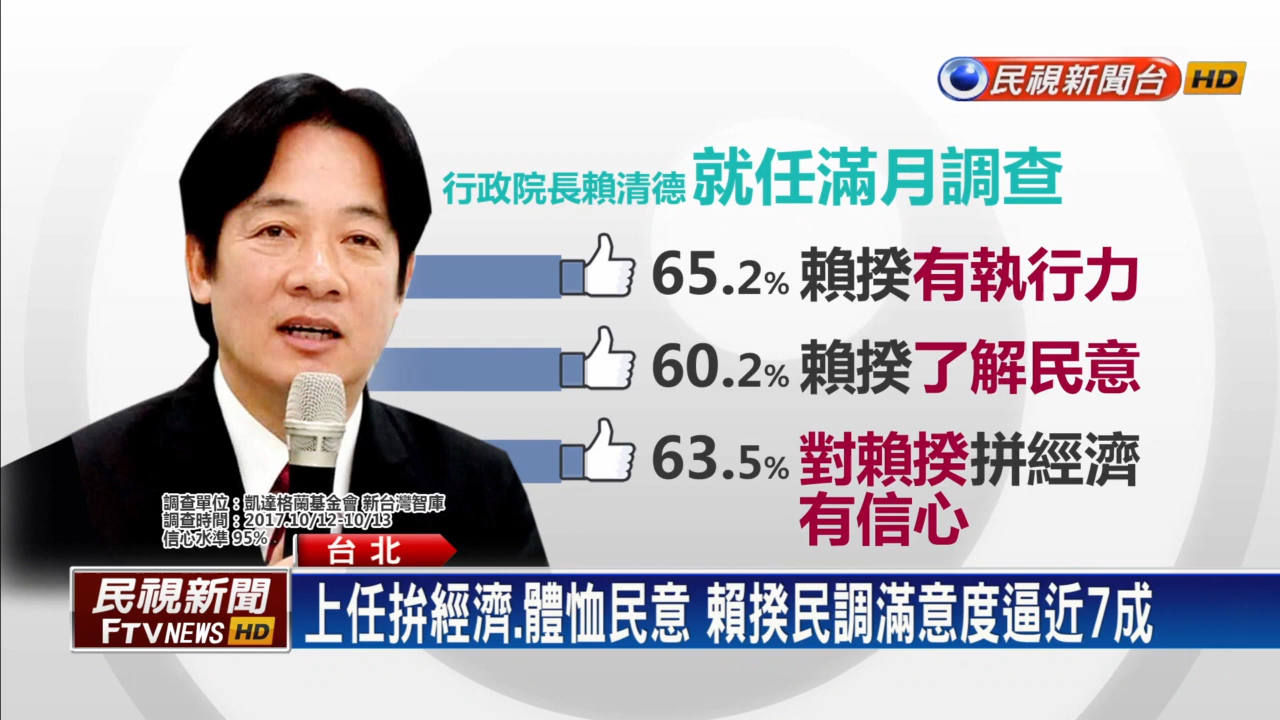 民視新聞台 HD
行政院長賴清德 就任滿月調查
65.2% 賴揆有執行力
60.2% 賴揆了解民意
63.5% 對賴揆拼經濟
有信心
調查單位：凱達格蘭基金會 新台灣智庫
調查時間：2017.10/12-10/13
信心水準 95%
台北
民視新聞
FTVNEWS HD
上任拚經濟.體恤民意 賴揆民調滿意度逼近7成